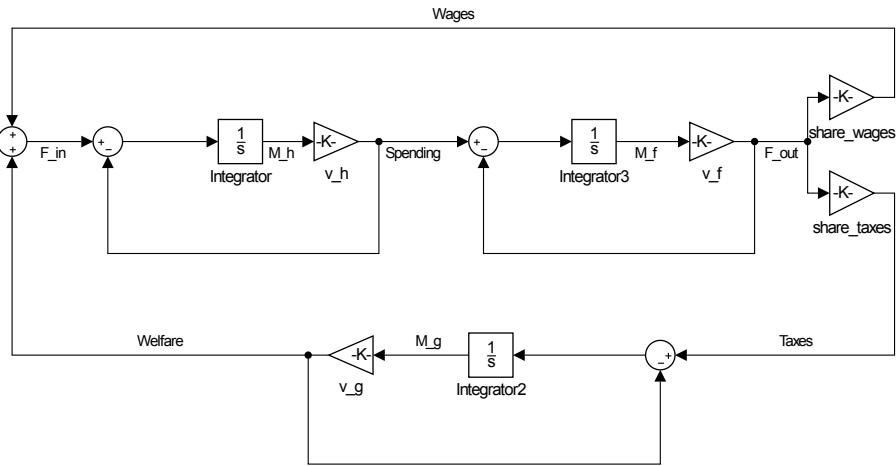 Wages
+
+
F_in
+
−
1
s
Integrator
M_h
-K-
v_h
Spending
+
−
1
s
Integrator3
M_f
-K-
v_f
F_out
-K-
share_wages
-K-
share_taxes
Welfare
-K-
v_g
M_g
1
s
Integrator2
−
+
Taxes